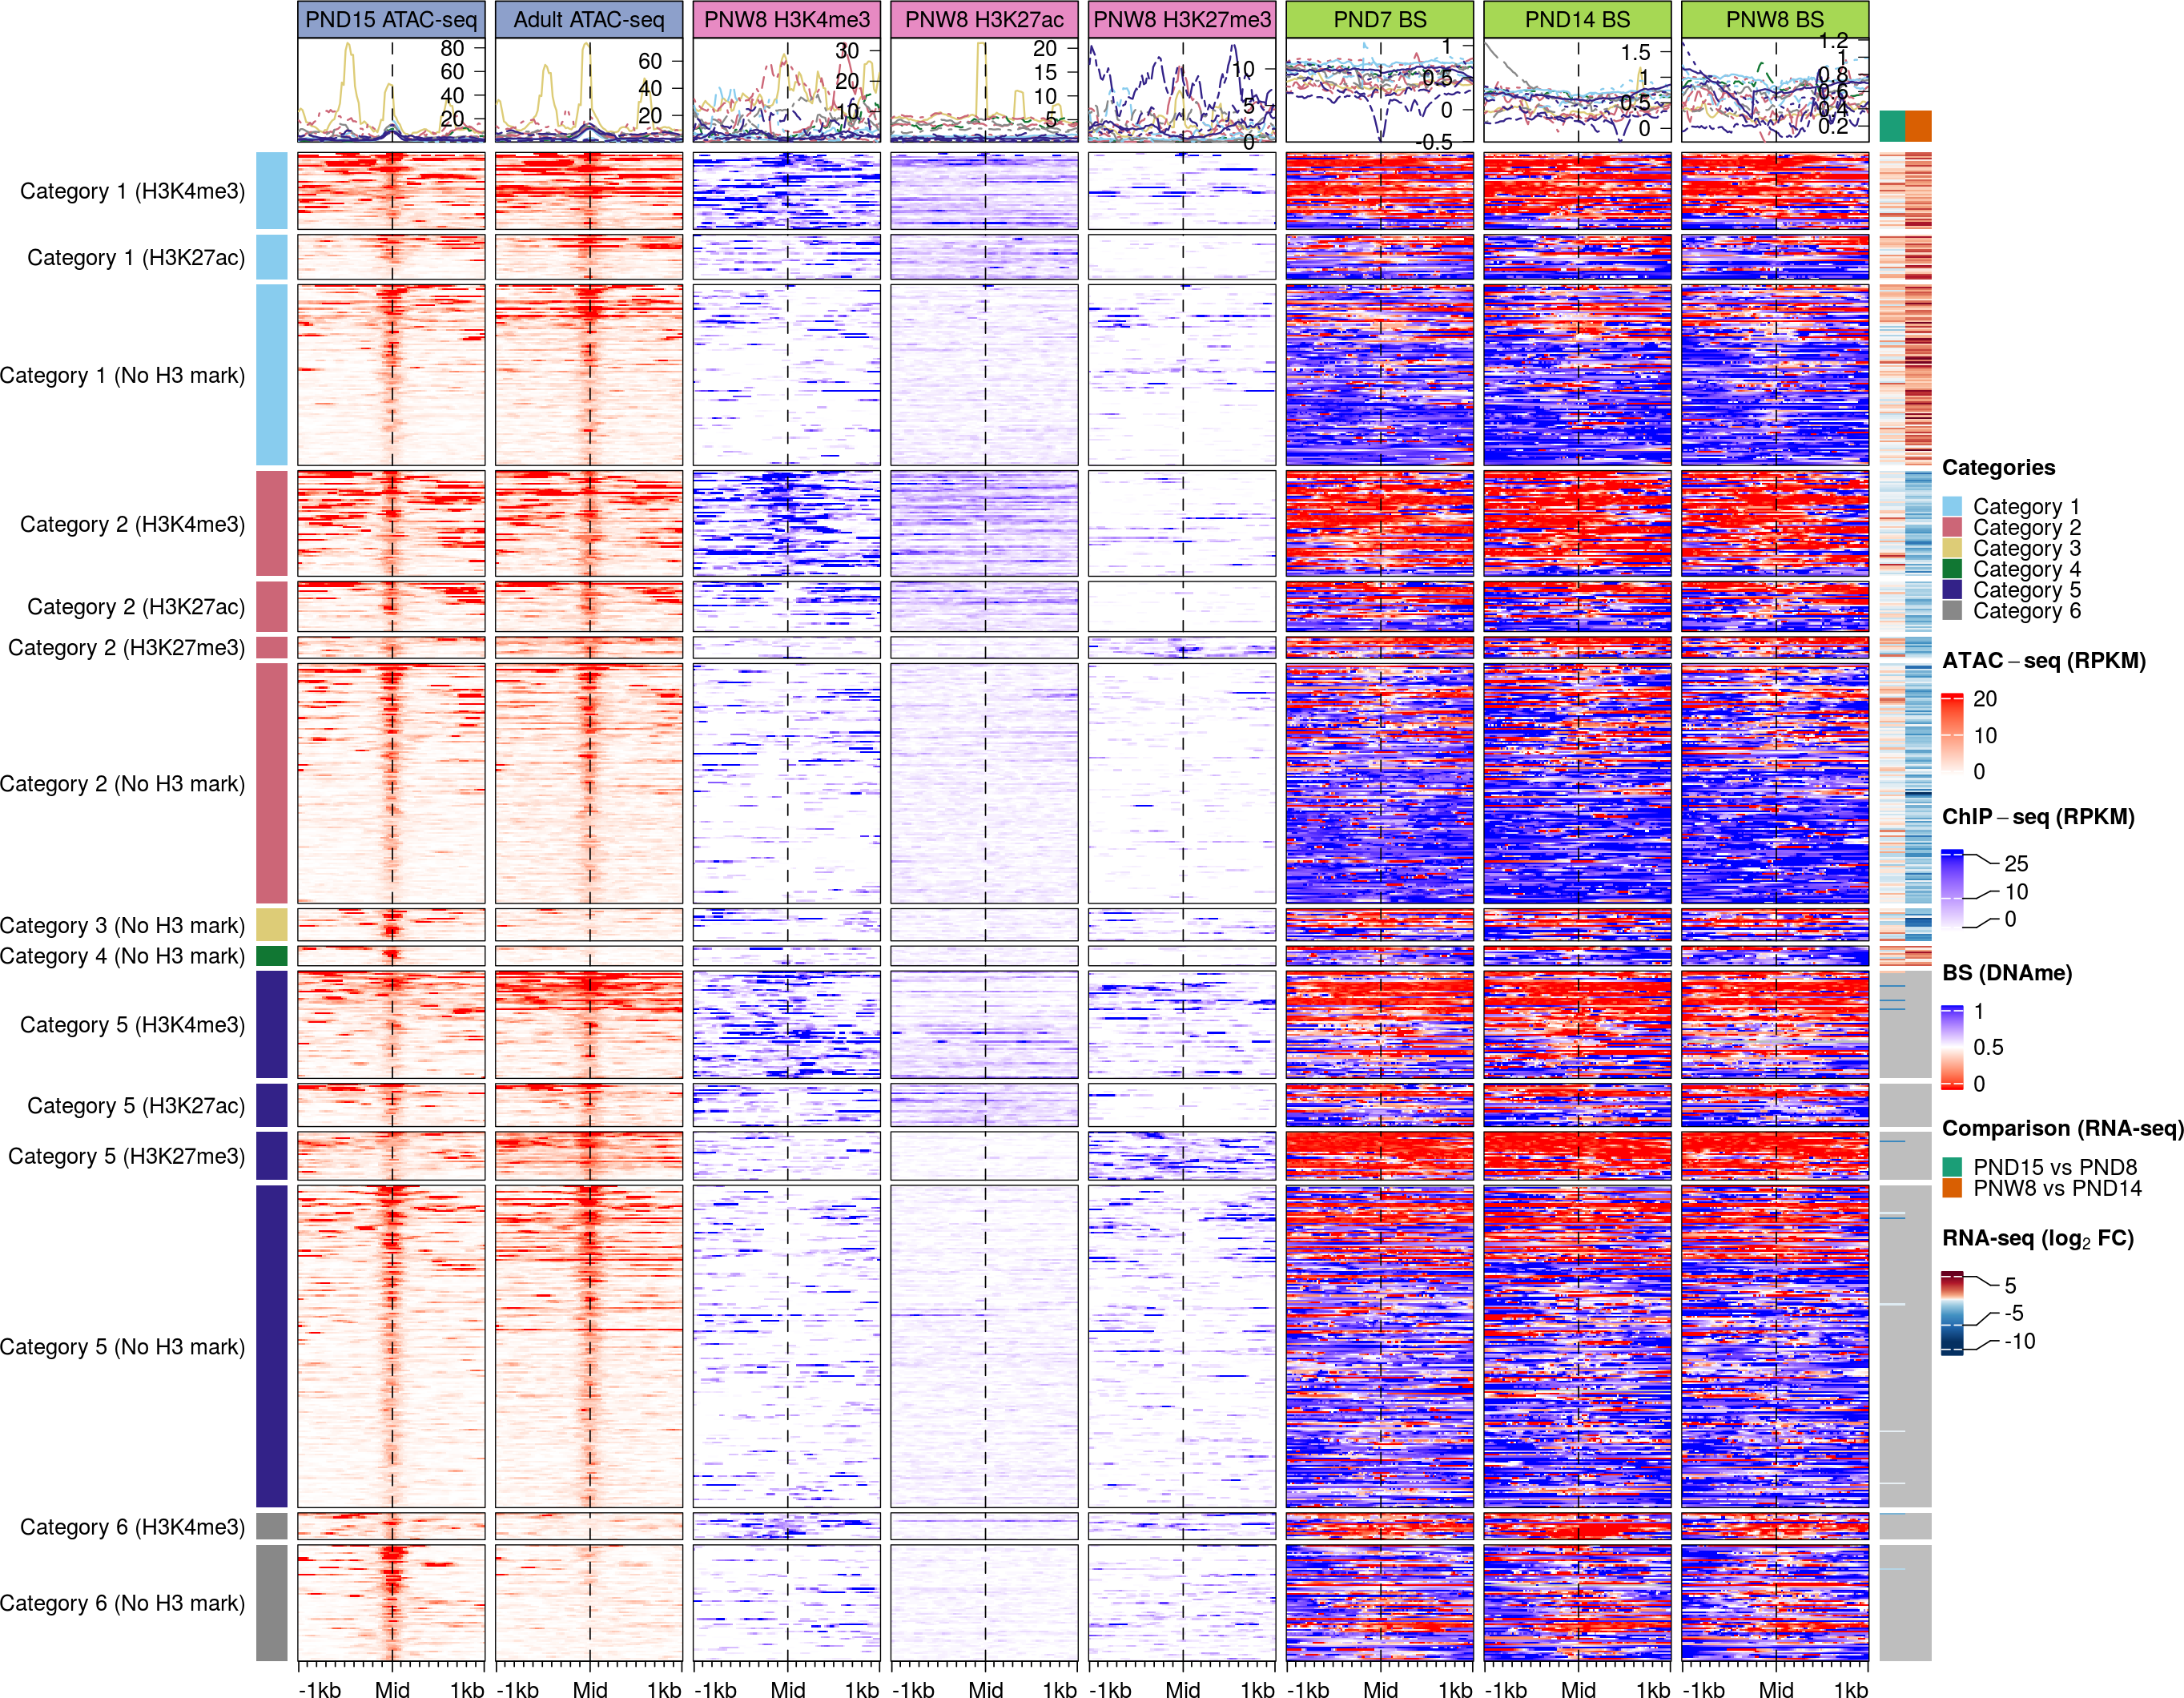 PND15 ATAC-seq
Adult ATAC-seq
PNW8 H3K4me3
PNW8 H3K27ac
PNW8 H3K27me3
PND7 BS
PND14 BS
PNW8 BS
80
60
40
20
60
40
20
30
20
10
20
15
10
5
10
5
0
1
0.5
0
-0.5
1.5
1
0.5
0
1.2
1
0.8
0.6
0.4
0.2
Category 1 (H3K4me3)
Category 1 (H3K27ac)
Category 1 (No H3 mark)
Category 2 (H3K4me3)
Category 2 (H3K27ac)
Category 2 (H3K27me3)
Category 2 (No H3 mark)
Category 3 (No H3 mark)
Category 4 (No H3 mark)
Category 5 (H3K4me3)
Category 5 (H3K27ac)
Category 5 (H3K27me3)
Category 5 (No H3 mark)
Category 6 (H3K4me3)
Category 6 (No H3 mark)
-1kb Mid 1kb
-1kb Mid 1kb
-1kb Mid 1kb
-1kb Mid 1kb
-1kb Mid 1kb
-1kb Mid 1kb
-1kb Mid 1kb
-1kb Mid 1kb
Categories
Category 1
Category 2
Category 3
Category 4
Category 5
Category 6
ATAC−seq (RPKM)
20
10
0
ChIP−seq (RPKM)
25
10
0
BS (DNAme)
1
0.5
0
Comparison (RNA-seq)
PND15 vs PND8
PNW8 vs PND14
RNA-seq (log₂ FC)
5
-5
-10